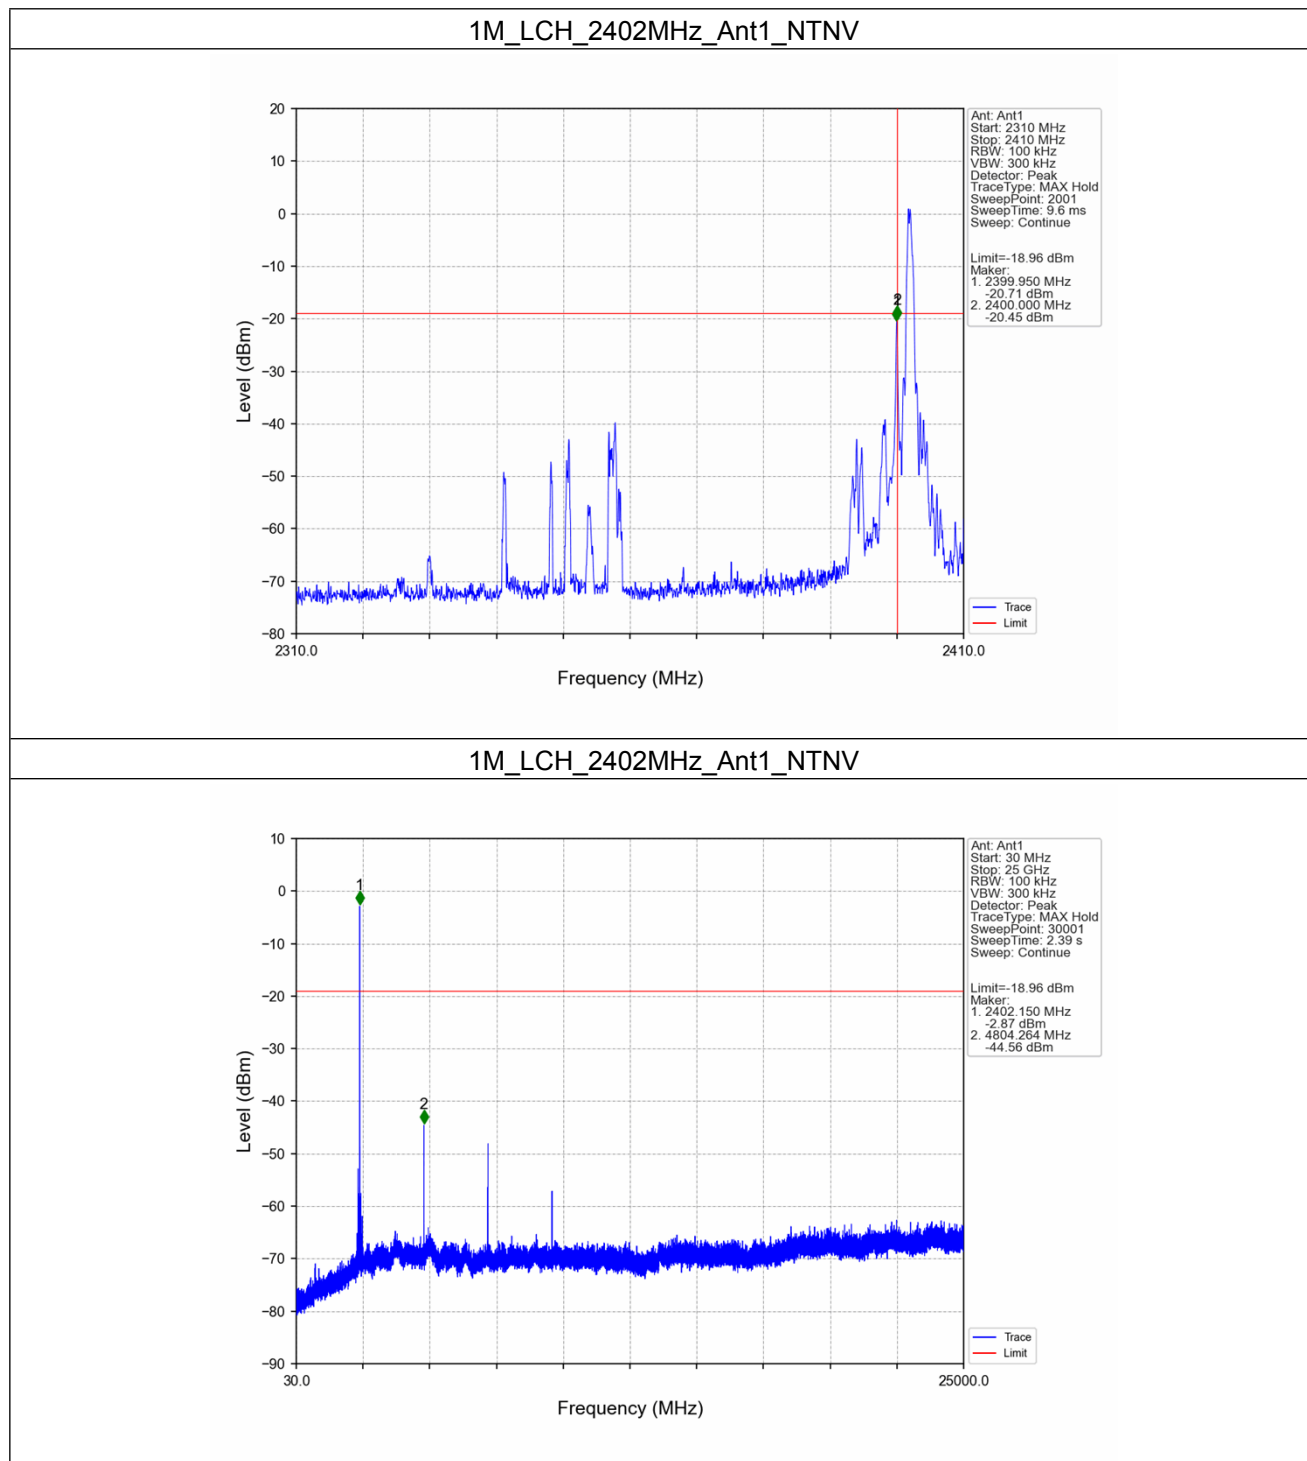 1M_LCH_2402MHz_Ant1_NTNV
20
10
0
−10
−20
−30
−40
−50
−60
−70
−80
Level (dBm)
2310.0
2410.0
Frequency (MHz)
2
Ant: Ant1
Start: 2310 MHz
Stop: 2410 MHz
RBW: 100 kHz
VBW: 300 kHz
Detector: Peak
TraceType: MAX Hold
SweepPoint: 2001
SweepTime: 9.6 ms
Sweep: Continue
Limit=-18.96 dBm
Maker:
1. 2399.950 MHz
-20.71 dBm
2. 2400.000 MHz
-20.45 dBm
Trace
Limit
1M_LCH_2402MHz_Ant1_NTNV
10
0
−10
−20
−30
−40
−50
−60
−70
−80
−90
Level (dBm)
30.0
25000.0
Frequency (MHz)
1
2
Ant: Ant1
Start: 30 MHz
Stop: 25 GHz
RBW: 100 kHz
VBW: 300 kHz
Detector: Peak
TraceType: MAX Hold
SweepPoint: 30001
SweepTime: 2.39 s
Sweep: Continue
Limit=-18.96 dBm
Maker:
1. 2402.150 MHz
-2.87 dBm
2. 4804.264 MHz
-44.56 dBm
Trace
Limit